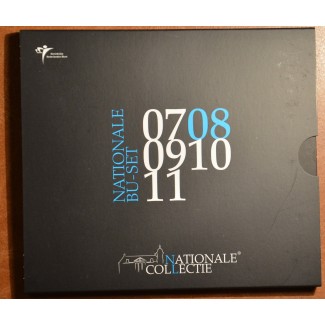 NATIONALE
BU-SET
0708
0910
11
NATIONALE®
COLLECTIE